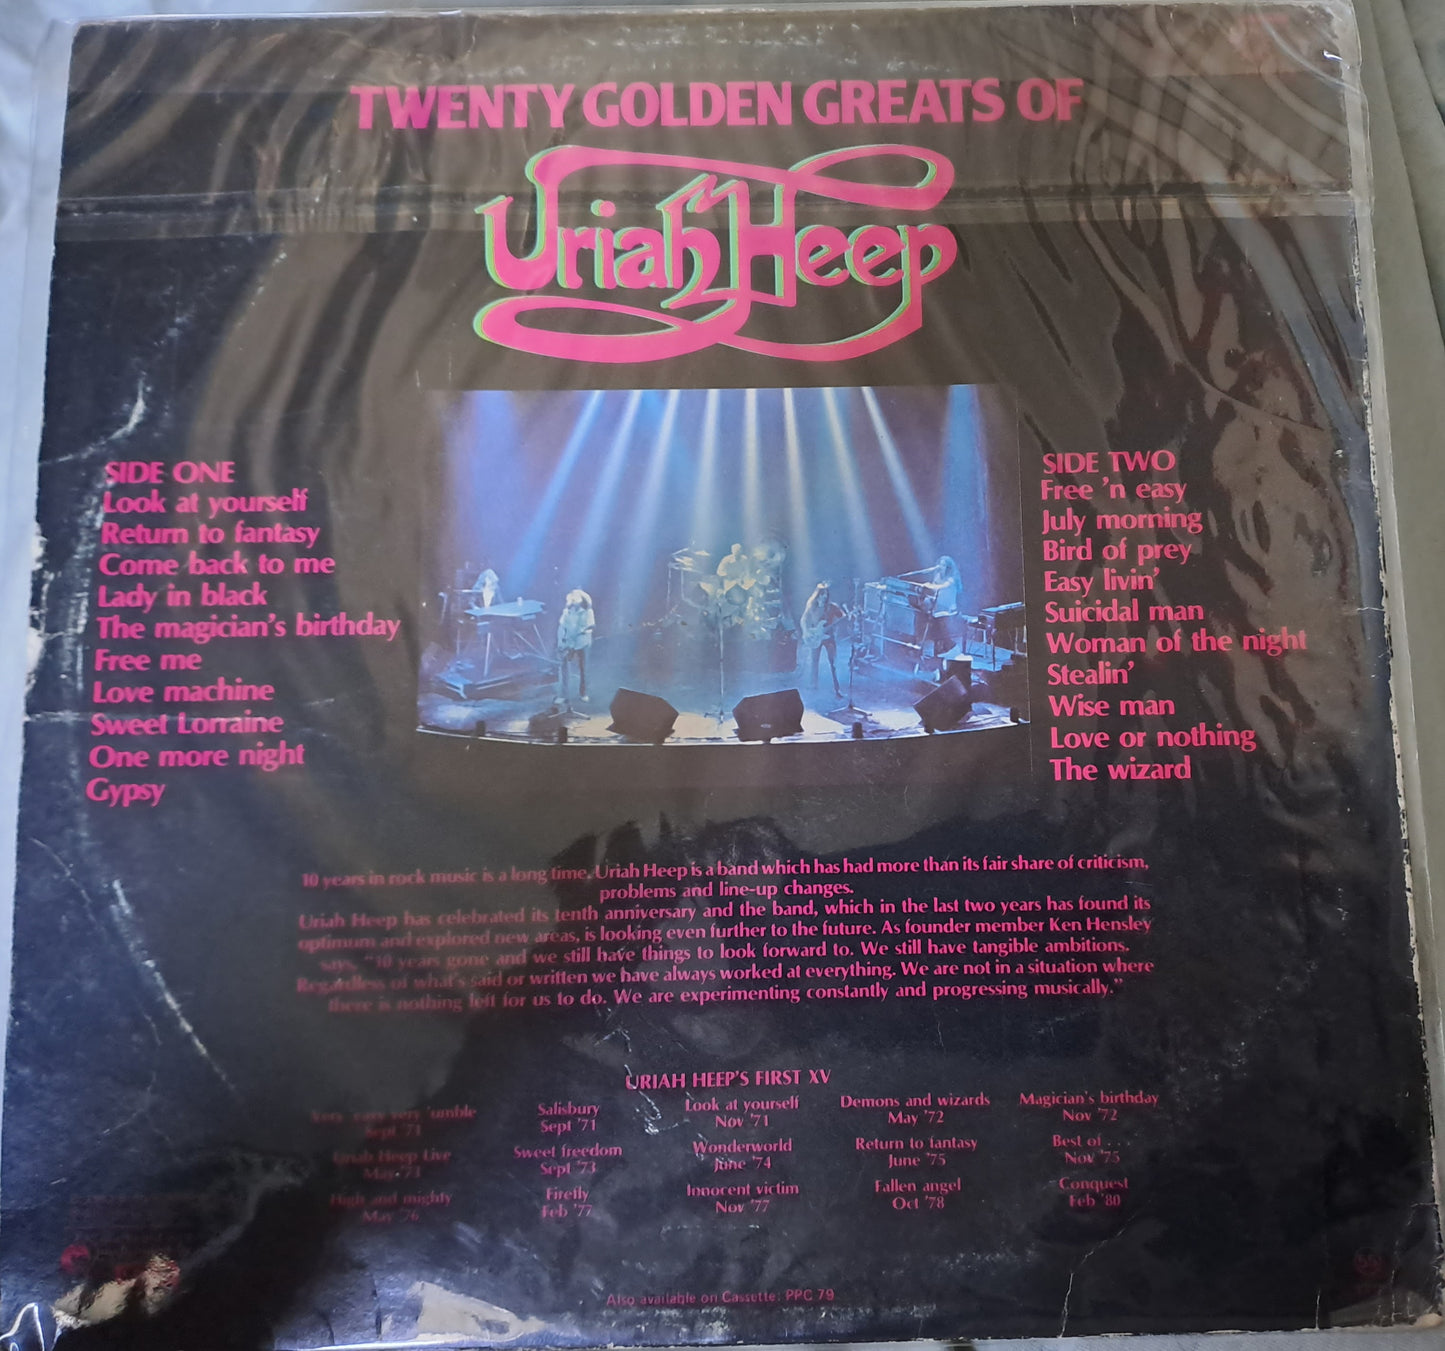 TWENTY GOLDEN GREATS OF
Uriah Heep
SIDE ONE
Look at yourself
Return to fantasy
Come back to me
Lady in black
The magician's birthday
Free me
Love machine
Sweet Lorraine
One more night
Gypsy
SIDE TWO
Free 'n easy
July morning
Bird of prey
Easy livin'
Suicidal man
Woman of the night
Stealin'
Wise man
Love or nothing
The wizard
10 years in rock music is a long time. Uriah Heep is a band which has had more than its fair share of criticism,
problems and line-up changes.
Uriah Heep has celebrated its tenth anniversary and the band, which in the last two years has found its
optimum and explored new areas, is looking even further to the future. As founder member Ken Hensley
says, "10 years gone and we still have things to look forward to. We still have tangible ambitions.
Regardless of what's said or written we have always worked at everything. We are not in a situation where
there is nothing left for us to do. We are experimenting constantly and progressing musically."
URIAH HEEP'S FIRST XV
Very 'eavy very 'umble
Sept '71
Salisbury
Sept '71
Look at yourself
Nov '71
Demons and wizards
May '72
Magician's birthday
Nov '72
Uriah Heep Live
May '73
Sweet freedom
Sept '73
Wonderworld
June '74
Return to fantasy
June '75
Best of . . .
Nov '75
High and mighty
May '76
Firefly
Feb '77
Innocent victim
Nov '77
Fallen angel
Oct '78
Conquest
Feb '80
Also available on Cassette: PPC 79